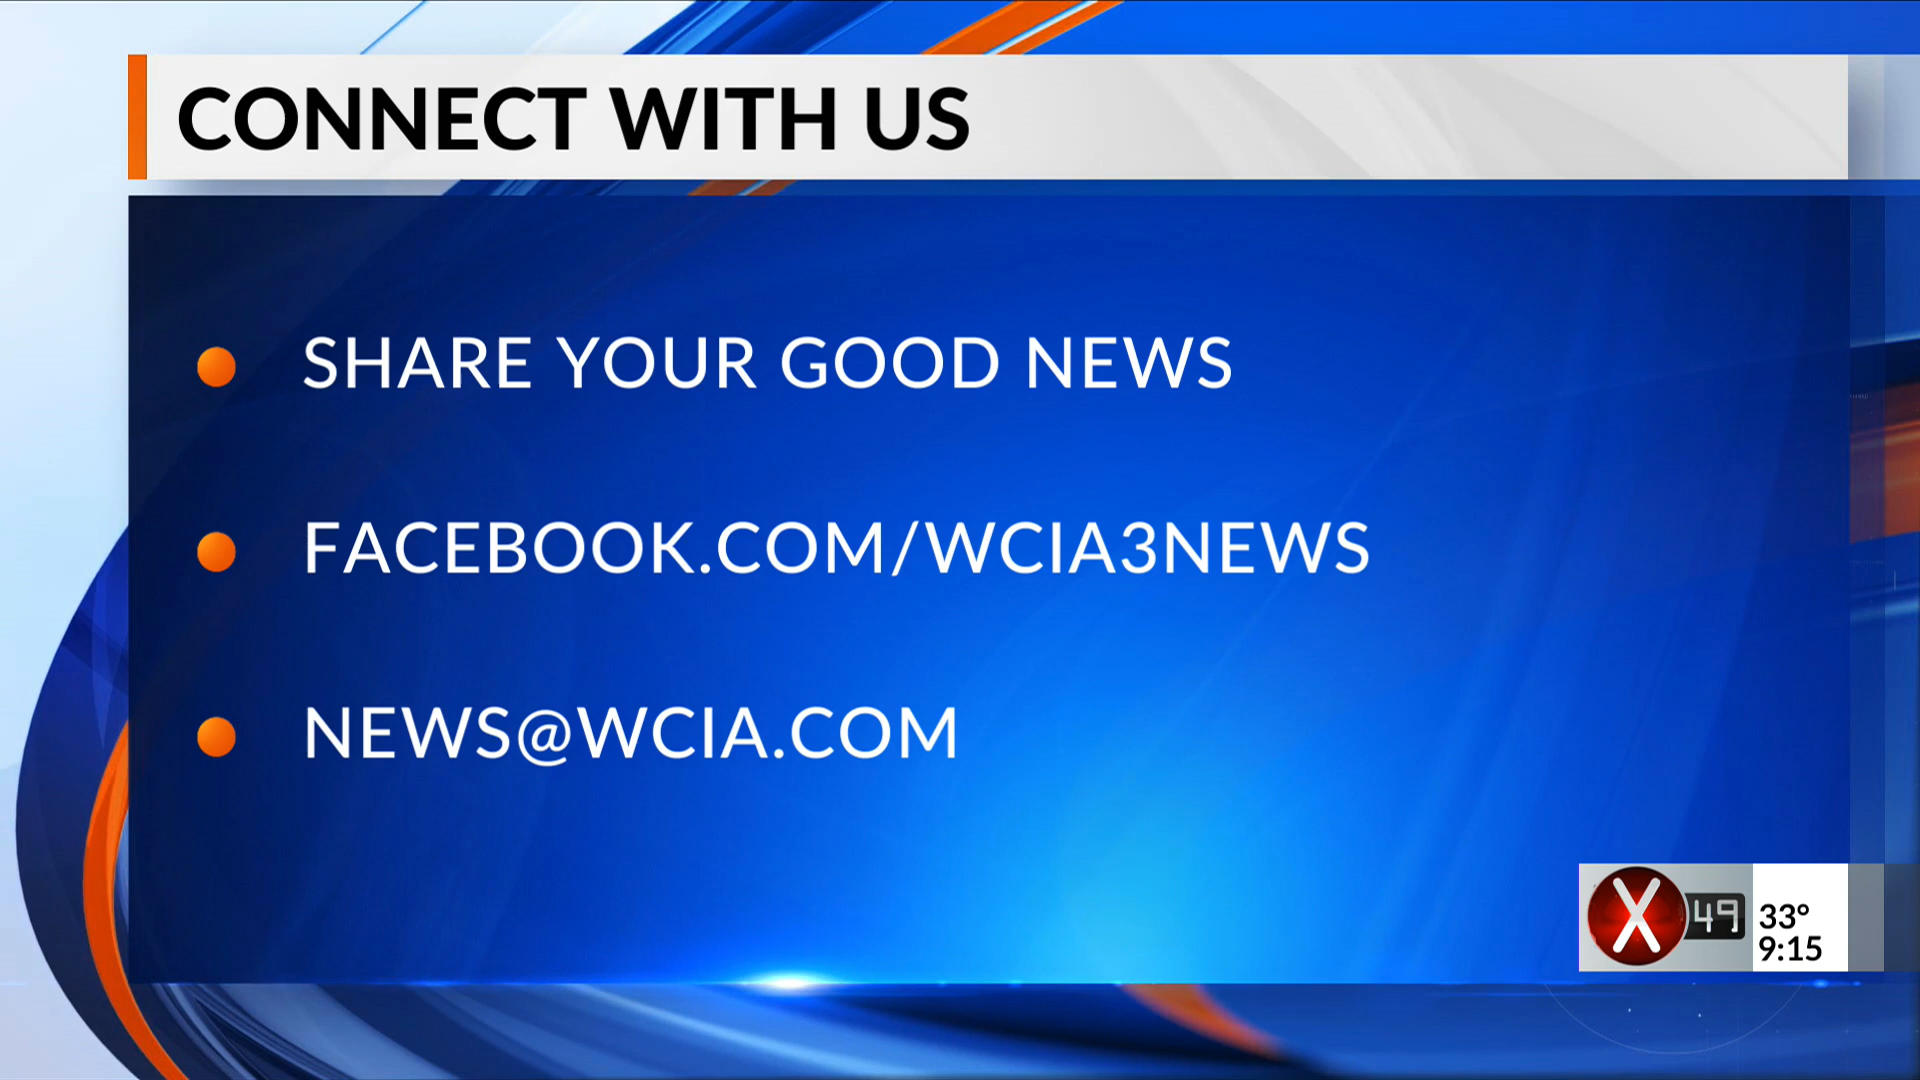 CONNECT WITH US
SHARE YOUR GOOD NEWS
FACEBOOK.COM/WCIA3NEWS
NEWS@WCIA.COM
X 49
33°
9:15